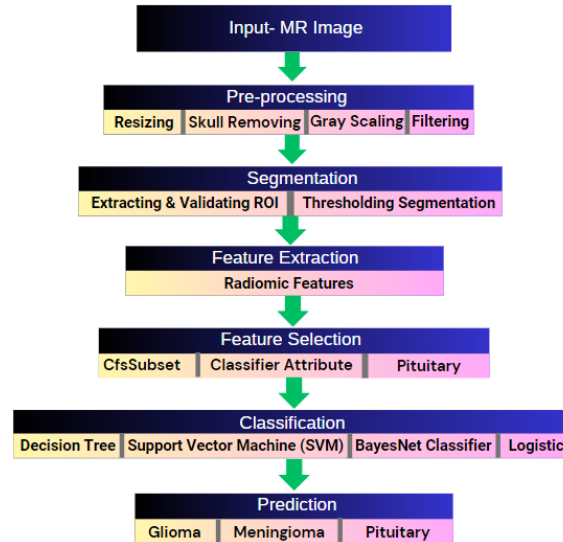 Input- MR Image
Pre-processing
Resizing Skull Removing Gray Scaling Filtering
Segmentation
Extracting & Validating ROI Thresholding Segmentation
Feature Extraction
Radiomic Features
Feature Selection
CfsSubset Classifier Attribute Pituitary
Classification
Decision Tree Support Vector Machine (SVM) BayesNet Classifier Logistic
Prediction
Glioma Meningioma Pituitary